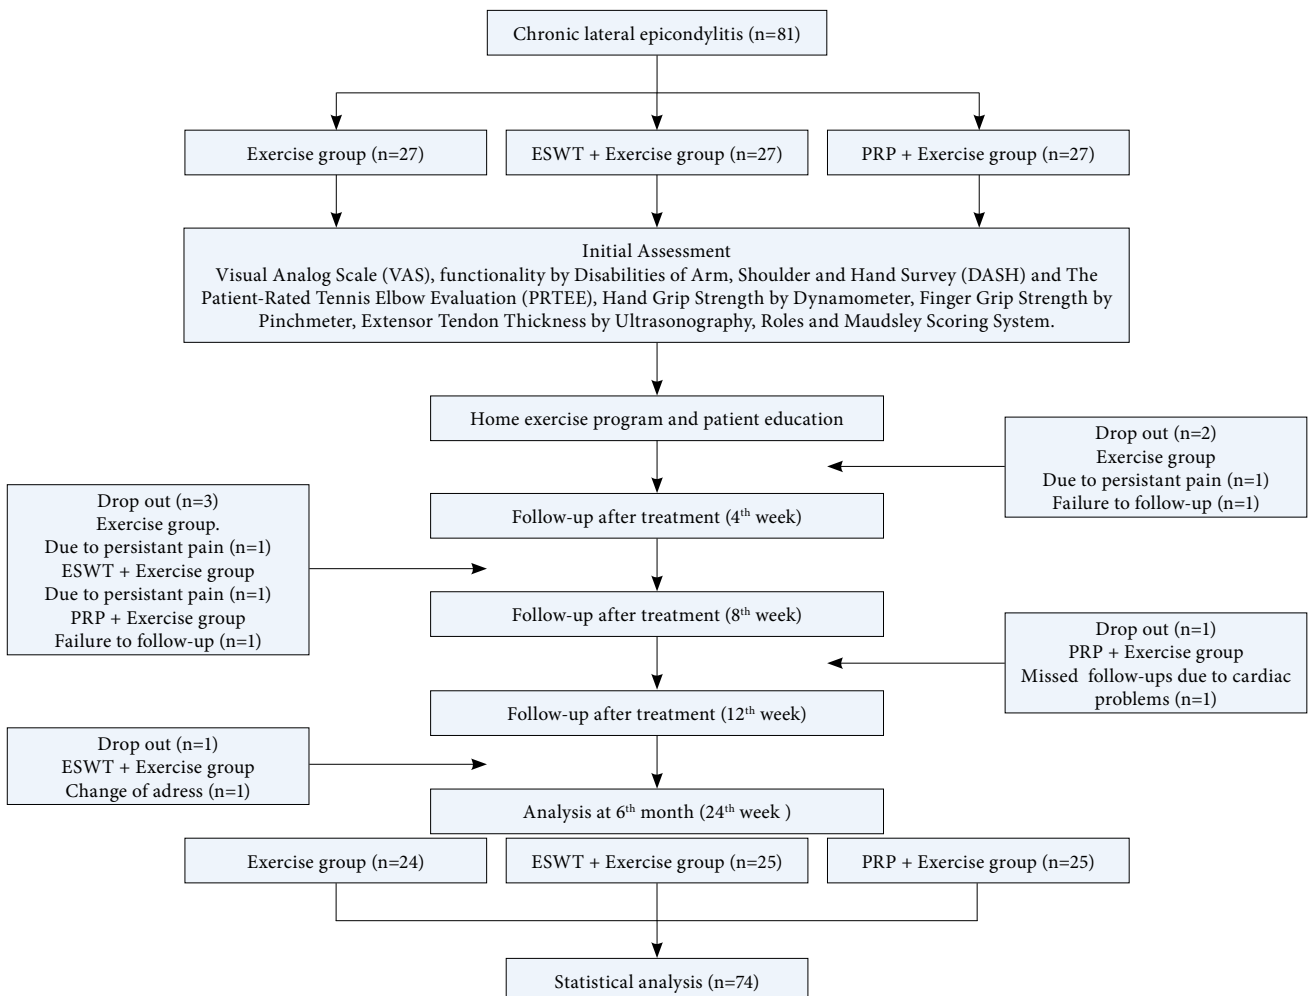 Chronic lateral epicondylitis (n=81)
Exercise group (n=27)
ESWT + Exercise group (n=27)
PRP + Exercise group (n=27)
Initial Assessment
Visual Analog Scale (VAS), functionality by Disabilities of Arm, Shoulder and Hand Survey (DASH) and The
Patient-Rated Tennis Elbow Evaluation (PRTEE), Hand Grip Strength by Dynamometer, Finger Grip Strength by
Pinchmeter, Extensor Tendon Thickness by Ultrasonography, Roles and Maudsley Scoring System.
Home exercise program and patient education
Drop out (n=2)
Exercise group
Due to persistant pain (n=1)
Failure to follow-up (n=1)
Follow-up after treatment (4th week)
Drop out (n=3)
Exercise group.
Due to persistant pain (n=1)
ESWT + Exercise group
Due to persistant pain (n=1)
PRP + Exercise group
Failure to follow-up (n=1)
Follow-up after treatment (8th week)
Drop out (n=1)
PRP + Exercise group
Missed follow-ups due to cardiac
problems (n=1)
Follow-up after treatment (12th week)
Drop out (n=1)
ESWT + Exercise group
Change of adress (n=1)
Analysis at 6th month (24th week )
Exercise group (n=24)
ESWT + Exercise group (n=25)
PRP + Exercise group (n=25)
Statistical analysis (n=74)